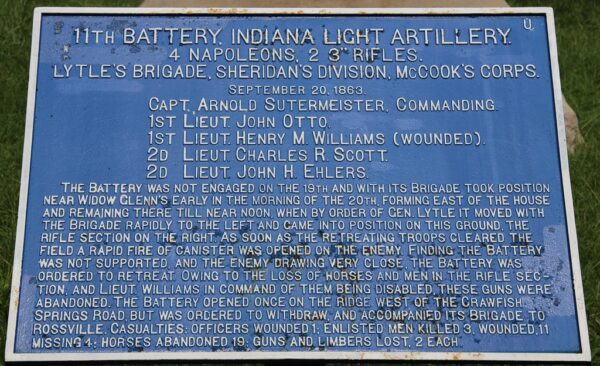 U.
11TH BATTERY, INDIANA LIGHT ARTILLERY.
4 NAPOLEONS, 2 3" RIFLES.
LYTLE'S BRIGADE, SHERIDAN'S DIVISION, MCCOOK'S CORPS.
SEPTEMBER 20, 1863.
CAPT. ARNOLD SUTERMEISTER, COMMANDING.
1ST LIEUT. JOHN OTTO.
1ST LIEUT. HENRY M. WILLIAMS (WOUNDED).
2D LIEUT. CHARLES R. SCOTT.
2D LIEUT. JOHN H. EHLERS.
THE BATTERY WAS NOT ENGAGED ON THE 19TH AND WITH ITS BRIGADE TOOK POSITION
NEAR WIDOW GLENN'S EARLY IN THE MORNING OF THE 20TH, FORMING EAST OF THE HOUSE
AND REMAINING THERE TILL NEAR NOON, WHEN BY ORDER OF GEN. LYTLE IT MOVED WITH
THE BRIGADE RAPIDLY TO THE LEFT AND CAME INTO POSITION ON THIS GROUND, THE
RIFLE SECTION ON THE RIGHT. AS SOON AS THE RETREATING TROOPS CLEARED THE
FIELD A RAPID FIRE OF CANISTER WAS OPENED ON THE ENEMY. FINDING THE BATTERY
WAS NOT SUPPORTED, AND THE ENEMY DRAWING VERY CLOSE, THE BATTERY WAS
ORDERED TO RETREAT. OWING TO THE LOSS OF HORSES AND MEN IN THE RIFLE SEC-
TION, AND LIEUT. WILLIAMS IN COMMAND OF THEM BEING DISABLED, THESE GUNS WERE
ABANDONED. THE BATTERY OPENED ONCE ON THE RIDGE WEST OF THE CRAWFISH
SPRINGS ROAD, BUT WAS ORDERED TO WITHDRAW, AND ACCOMPANIED ITS BRIGADE TO
ROSSVILLE. CASUALTIES: OFFICERS WOUNDED 1; ENLISTED MEN KILLED 3, WOUNDED, 11
MISSING 4; HORSES ABANDONED 19; GUNS AND LIMBERS LOST, 2 EACH.